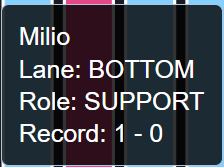 Milio
Lane: BOTTOM
Role: SUPPORT
Record: 1 - 0